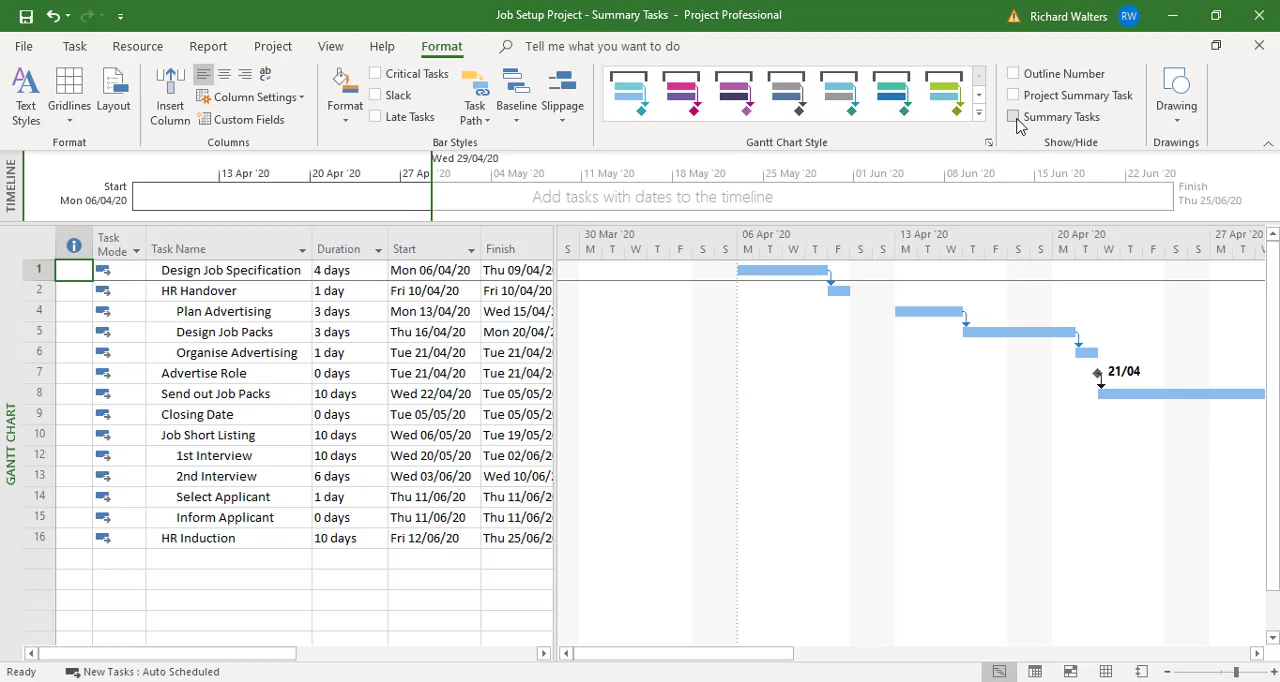 Job Setup Project - Summary Tasks - Project Professional
Richard Walters RW
File Task Resource Project View Help Format Tell me what you want to do
Report
Text Styles
Gridlines
Layout
Format
Insert Column
Column Settings
Custom Fields
Columns
Format
Critical Tasks
Slack
Late Tasks
Task Path
Baseline
Slippage
Bar Styles
Gantt Chart Style
Outline Number
Project Summary Task
Summary Tasks
Show/Hide
Drawing
Drawings
TIMELINE
Wed 29/04/20
13 Apr '20 20 Apr '20 27 Ap '20 04 May '20 11 May '20 18 May '20 25 May '20 01 Jun '20 08 Jun '20 15 Jun '20 22 Jun '20
Start
Mon 06/04/20
Add tasks with dates to the timeline
Finish
Thu 25/06/20
GANTT CHART
Task Mode Task Name Duration Start Finish
30 Mar '20 06 Apr '20 13 Apr '20 20 Apr '20 27 Apr '20
S M T W T F S S M T W T F S S M T W T F S S M T W T F S S M T W
1 Design Job Specification 4 days Mon 06/04/20 Thu 09/04/2
2 HR Handover 1 day Fri 10/04/20 Fri 10/04/20
4 Plan Advertising 3 days Mon 13/04/20 Wed 15/04/
5 Design Job Packs 3 days Thu 16/04/20 Mon 20/04/
6 Organise Advertising 1 day Tue 21/04/20 Tue 21/04/2
7 Advertise Role 0 days Tue 21/04/20 Tue 21/04/2
21/04
8 Send out Job Packs 10 days Wed 22/04/20 Tue 05/05/2
9 Closing Date 0 days Tue 05/05/20 Tue 05/05/2
10 Job Short Listing 10 days Wed 06/05/20 Tue 19/05/2
12 1st Interview 10 days Wed 20/05/20 Tue 02/06/2
13 2nd Interview 6 days Wed 03/06/20 Wed 10/06/
14 Select Applicant 1 day Thu 11/06/20 Thu 11/06/2
15 Inform Applicant 0 days Thu 11/06/20 Thu 11/06/2
16 HR Induction 10 days Fri 12/06/20 Thu 25/06/2
Ready New Tasks : Auto Scheduled